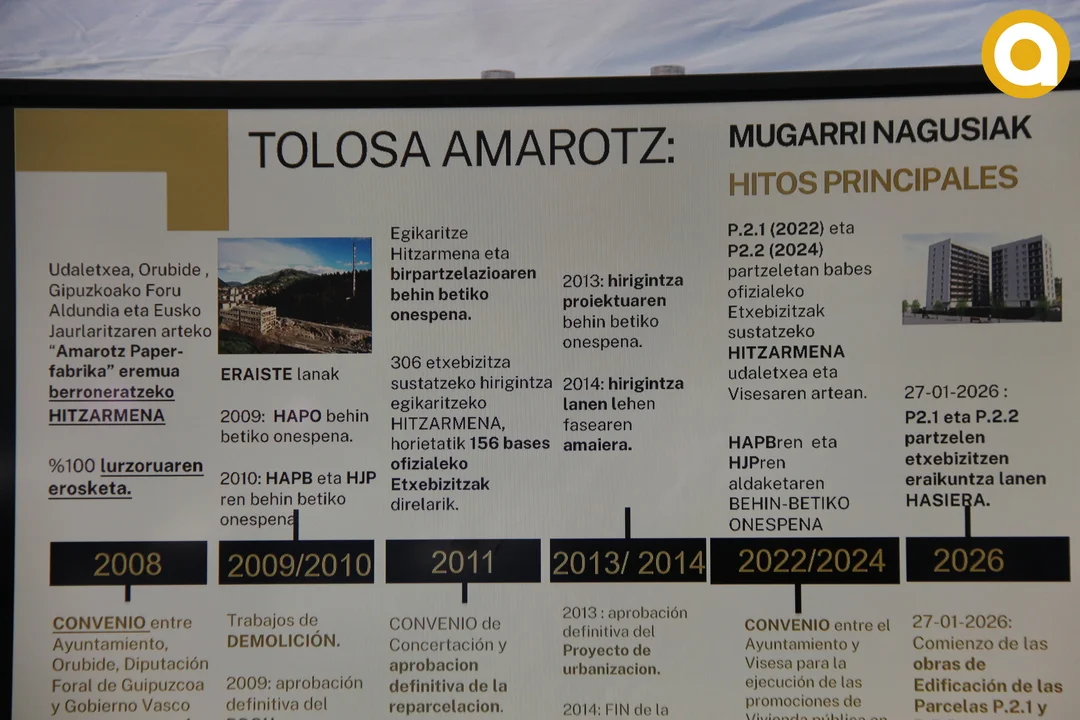 TOLOSA AMAROTZ:
MUGARRI NAGUSIAK
HITOS PRINCIPALES
Udaletxea, Orubide ,
Gipuzkoako Foru
Aldundia eta Eusko
Jaurlaritzaren arteko
“Amarotz Paper-
fabrika” eremua
berroneratzeko
HITZARMENA
%100 lurzoruaren
erosketa.
ERAISTE lanak
2009: HAPO behin
betiko onespena.
2010: HAPB eta HJP
ren behin betiko
onespena
Egikaritze
Hitzarmena eta
birpartzelazioaren
behin betiko
onespena.
306 etxebizitza
sustatzeko hirigintza
egikaritzeko
HITZARMENA,
horietatik 156 bases
ofizialeko
Etxebizitzak
direlarik.
2013: hirigintza
proiektuaren
behin betiko
onespena.
2014: hirigintza
lanen lehen
fasearen
amaiera.
P.2.1 (2022) eta
P2.2 (2024)
partzeletan babes
ofizialeko
Etxebizitzak
sustatzeko
HITZARMENA
udaletxea eta
Visesaren artean.
HAPBren eta
HJPren
aldaketaren
BEHIN-BETIKO
ONESPENA
27-01-2026:
P2.1 eta P.2.2
partzelen
etxebizitzen
eraikuntza lanen
HASIERA.
2008
2009/2010
2011
2013/ 2014
2022/2024
2026
CONVENIO entre
Ayuntamiento,
Orubide, Diputación
Foral de Guipuzcoa
y Gobierno Vasco
Trabajos de
DEMOLICIÓN.
2009: aprobación
definitiva del
CONVENIO de
Concertación y
aprobacion
definitiva de la
reparcelacion.
2013 : aprobación
definitiva del
Proyecto de
urbanizacion.
2014: FIN de la
CONVENIO entre el
Ayuntamiento y
Visesa para la
ejecución de las
promociones de
Vivienda pública en
27-01-2026:
Comienzo de las
obras de
Edificación de las
Parcelas P.2.1 y